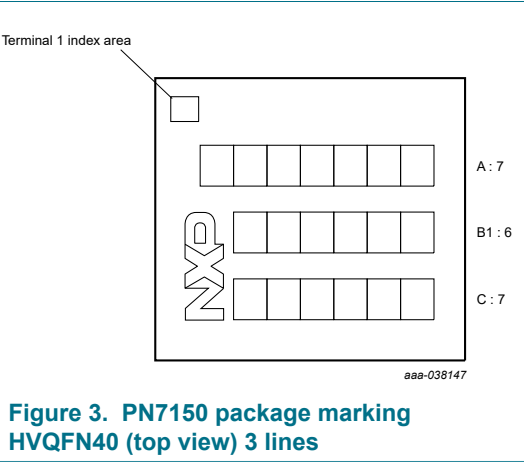 Terminal 1 index area
A : 7
B1 : 6
C : 7
NXP
aaa-038147
Figure 3. PN7150 package marking
HVQFN40 (top view) 3 lines